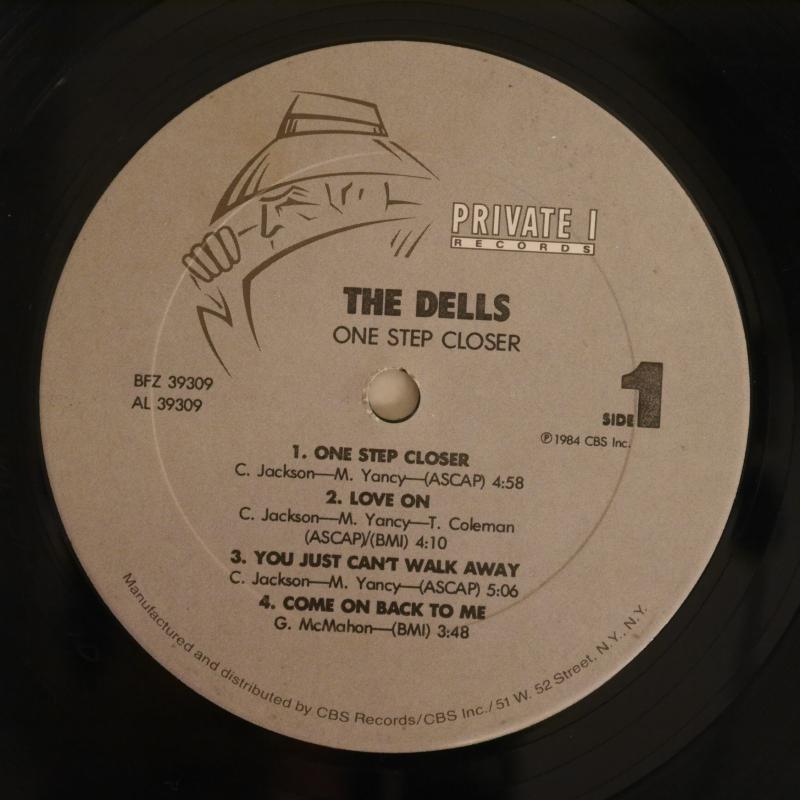 PRIVATE I
RECORDS
THE DELLS
ONE STEP CLOSER
BFZ 39309
AL 39309
SIDE 1
℗1984 CBS Inc.
1. ONE STEP CLOSER
C. Jackson—M. Yancy—(ASCAP) 4:58
2. LOVE ON
C. Jackson—M. Yancy—T. Coleman
(ASCAP)/(BMI) 4:10
3. YOU JUST CAN'T WALK AWAY
C. Jackson—M. Yancy—(ASCAP) 5:06
4. COME ON BACK TO ME
G. McMahon—(BMI) 3:48
Manufactured and distributed by CBS Records/CBS Inc./51 W. 52 Street, N.Y., N.Y.